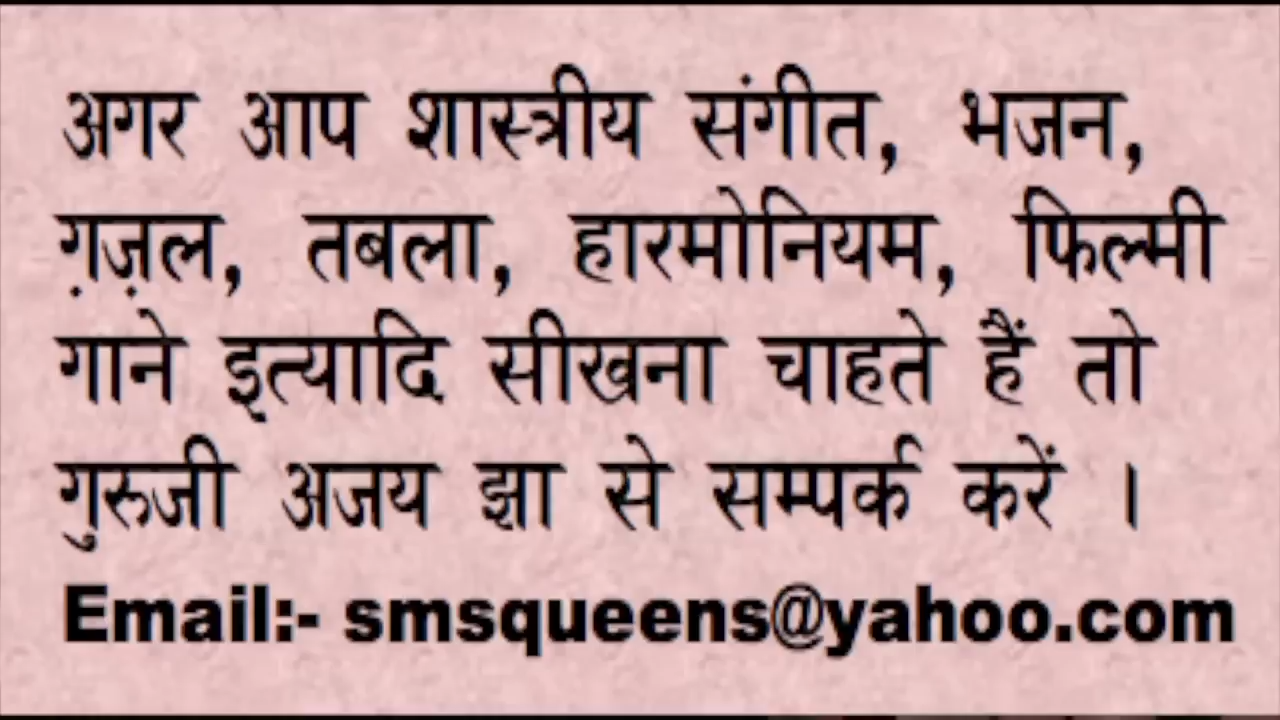 अगर आप शास्त्रीय संगीत, भजन,
ग़ज़ल, तबला, हारमोनियम, फिल्मी
गाने इत्यादि सीखना चाहते हैं तो
गुरुजी अजय झा से सम्पर्क करें ।
Email:- smsqueens@yahoo.com